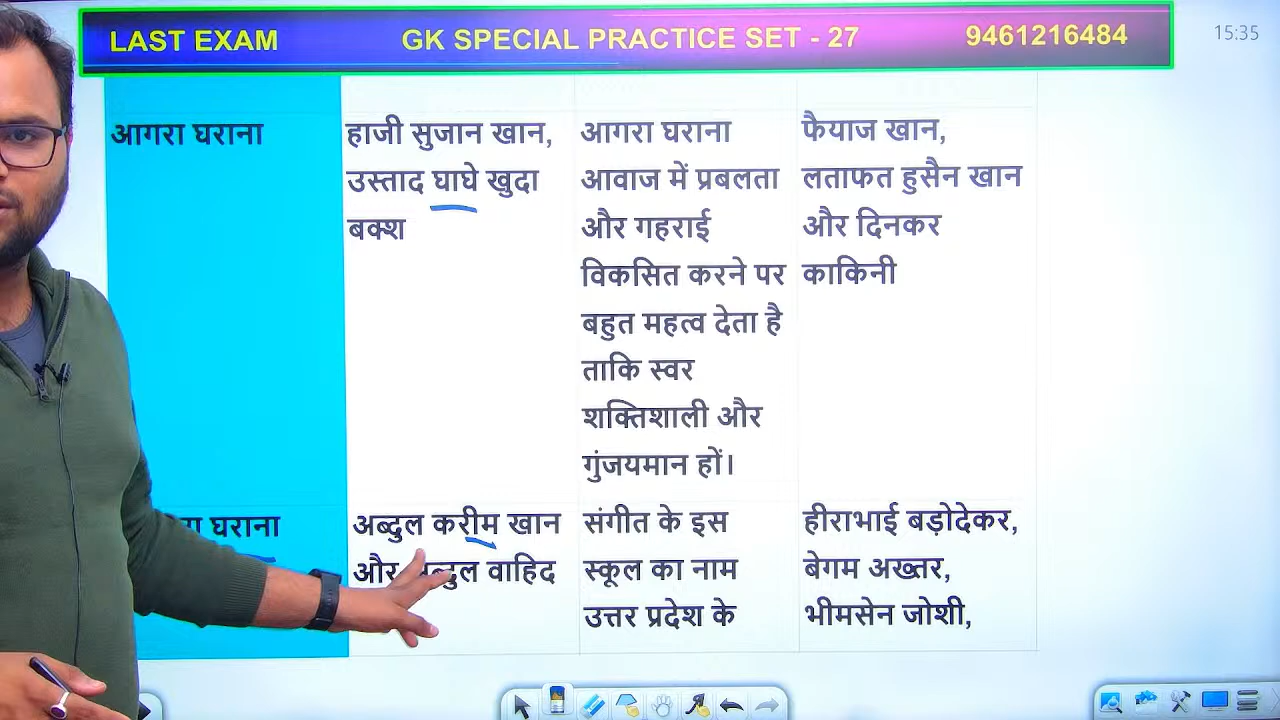 LAST EXAM GK SPECIAL PRACTICE SET - 27 9461216484
15:35
आगरा घराना
हाजी सुजान खान,
उस्ताद घाघे खुदा
बक्श
आगरा घराना
आवाज में प्रबलता
और गहराई
विकसित करने पर
बहुत महत्व देता है
ताकि स्वर
शक्तिशाली और
गुंजयमान हों।
फैयाज खान,
लताफत हुसैन खान
और दिनकर
काकिनी
घराना
अब्दुल करीम खान
और अब्दुल वाहिद
संगीत के इस
स्कूल का नाम
उत्तर प्रदेश के
हीराभाई बड़ोदेकर,
बेगम अख्तर,
भीमसेन जोशी,